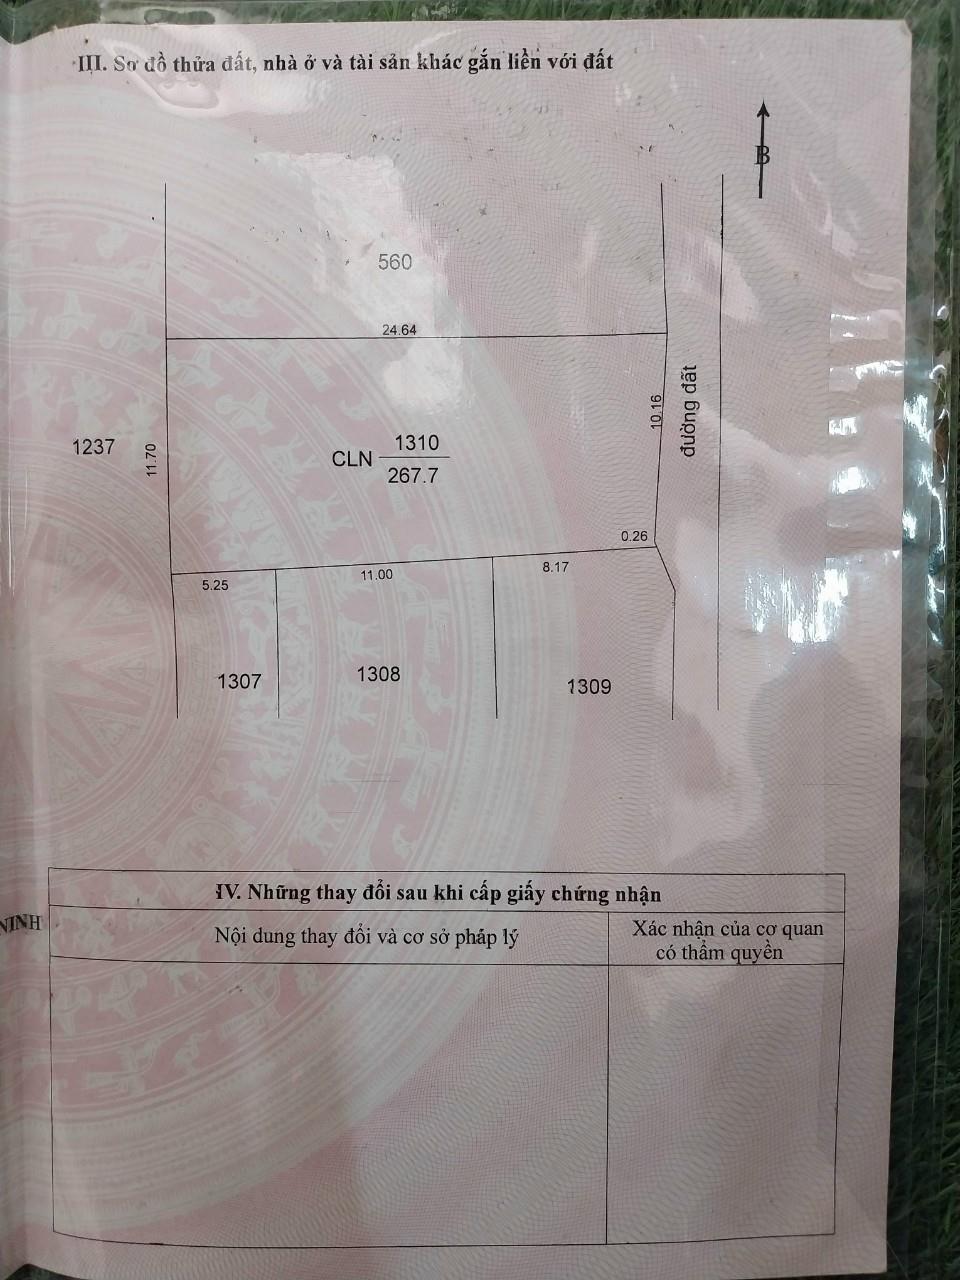 III. Sơ đồ thửa đất, nhà ở và tài sản khác gắn liền với đất
B
560
24.64
đường đất
10.16
1237
11.70
CLN 1310
267.7
0.26
5.25
11.00
8.17
1307
1308
1309
IV. Những thay đổi sau khi cấp giấy chứng nhận
NINH
Nội dung thay đổi và cơ sở pháp lý
Xác nhận của cơ quan
có thẩm quyền